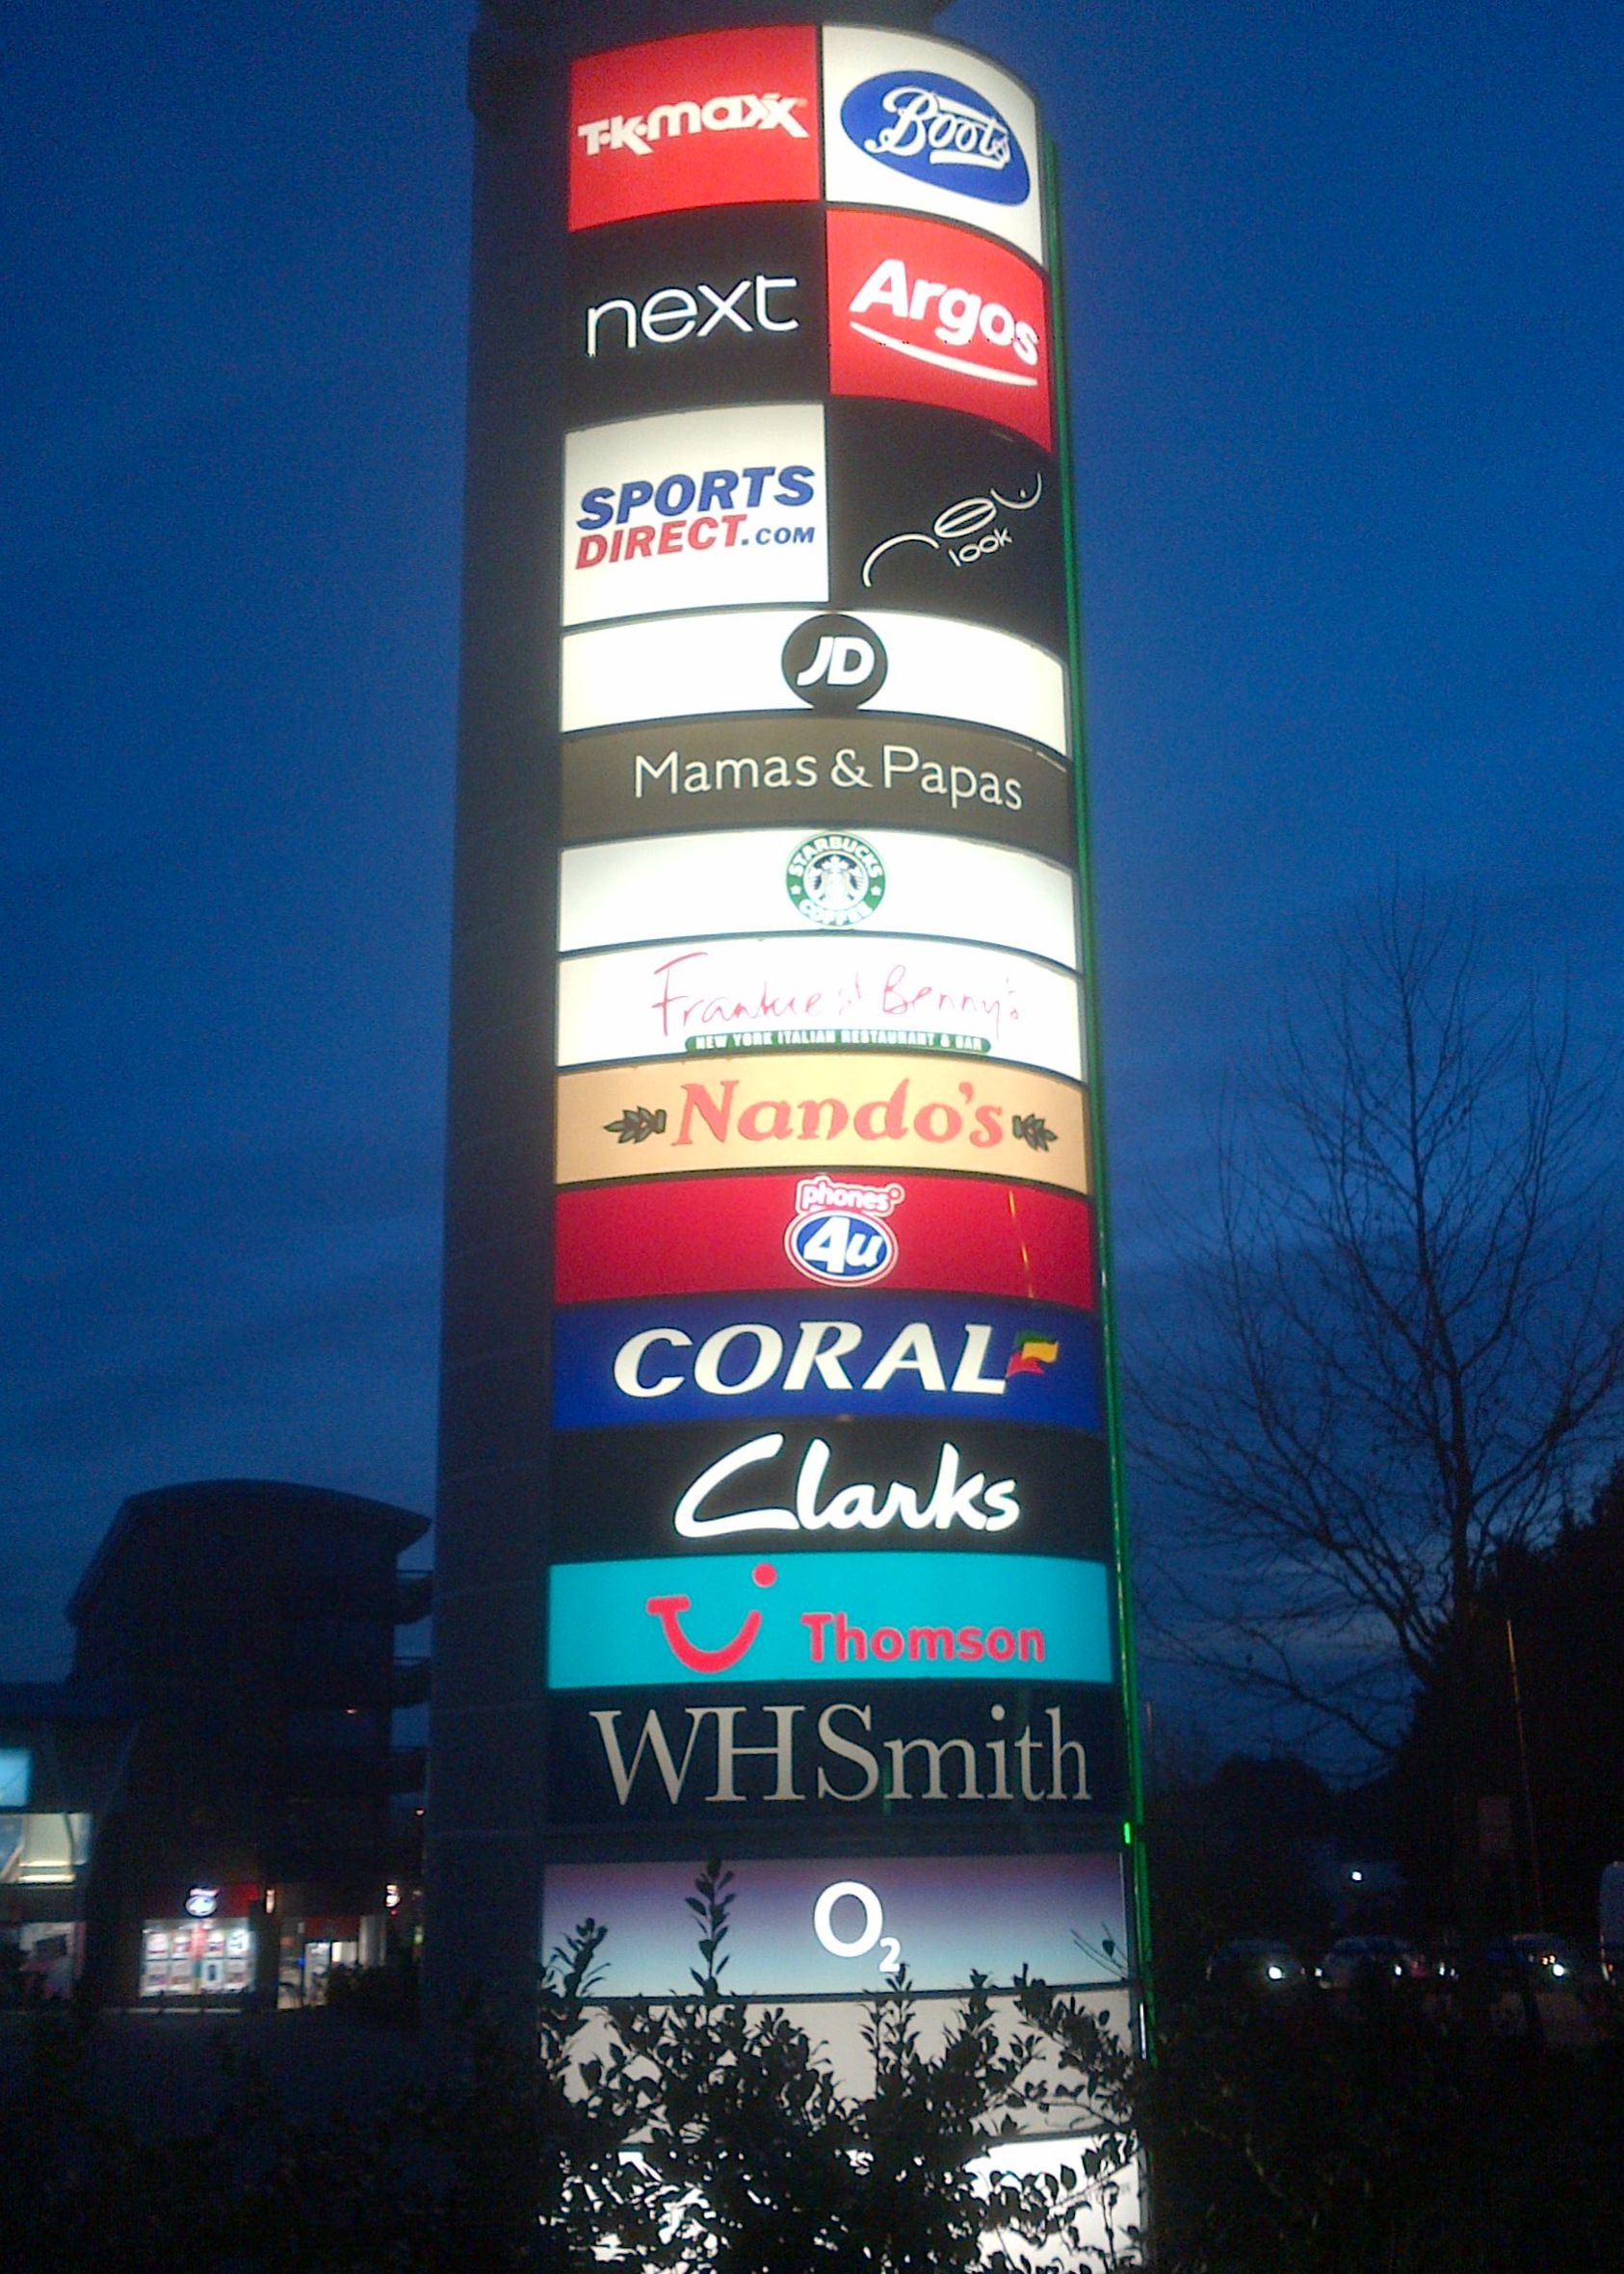 T·K·maxx
Boots
next
Argos
SPORTS
DIRECT.COM
new
look
JD
Mamas & Papas
STARBUCKS
COFFEE
Frankie & Benny's
NEW YORK ITALIAN RESTAURANT & BAR
Nando's
phones
4u
CORAL
Clarks
Thomson
WHSmith
O2